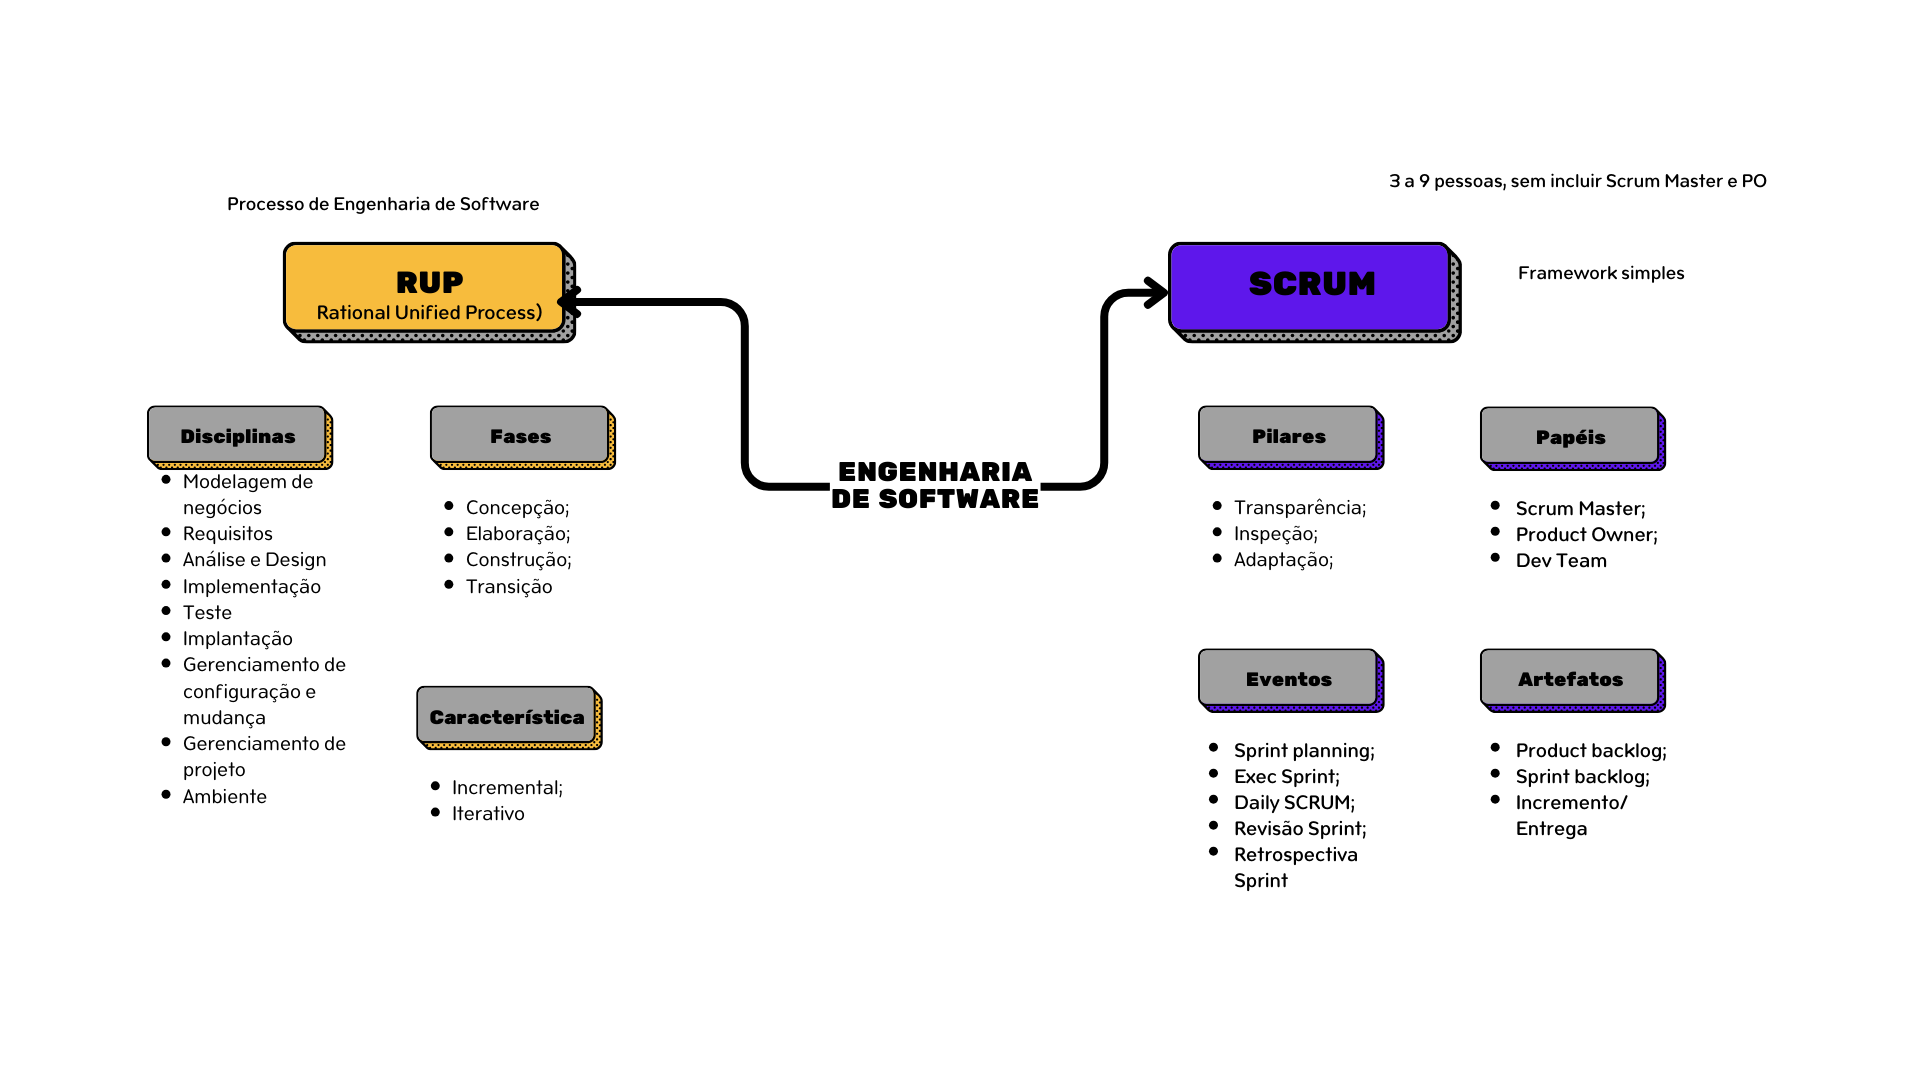 Processo de Engenharia de Software
RUP
Rational Unified Process)
Disciplinas
Modelagem de
negócios
Requisitos
Análise e Design
Implementação
Teste
Implantação
Gerenciamento de
configuração e
mudança
Gerenciamento de
projeto
Ambiente
Fases
Concepção;
Elaboração;
Construção;
Transição
Característica
Incremental;
Iterativo
ENGENHARIA
DE SOFTWARE
3 a 9 pessoas, sem incluir Scrum Master e PO
SCRUM
Framework simples
Pilares
Transparência;
Inspeção;
Adaptação;
Papéis
Scrum Master;
Product Owner;
Dev Team
Eventos
Sprint planning;
Exec Sprint;
Daily SCRUM;
Revisão Sprint;
Retrospectiva
Sprint
Artefatos
Product backlog;
Sprint backlog;
Incremento/
Entrega